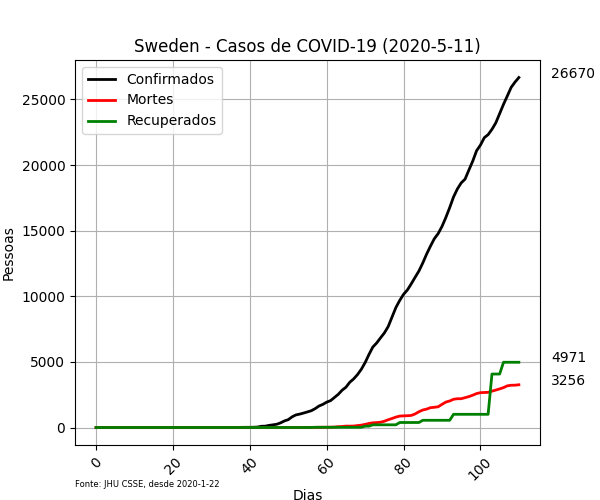 Sweden - Casos de COVID-19 (2020-5-11)
Confirmados
Mortes
Recuperados
26670
4971
3256
25000
20000
15000
10000
5000
0
Pessoas
0 20 40 60 80 100
Fonte: JHU CSSE, desde 2020-1-22
Dias